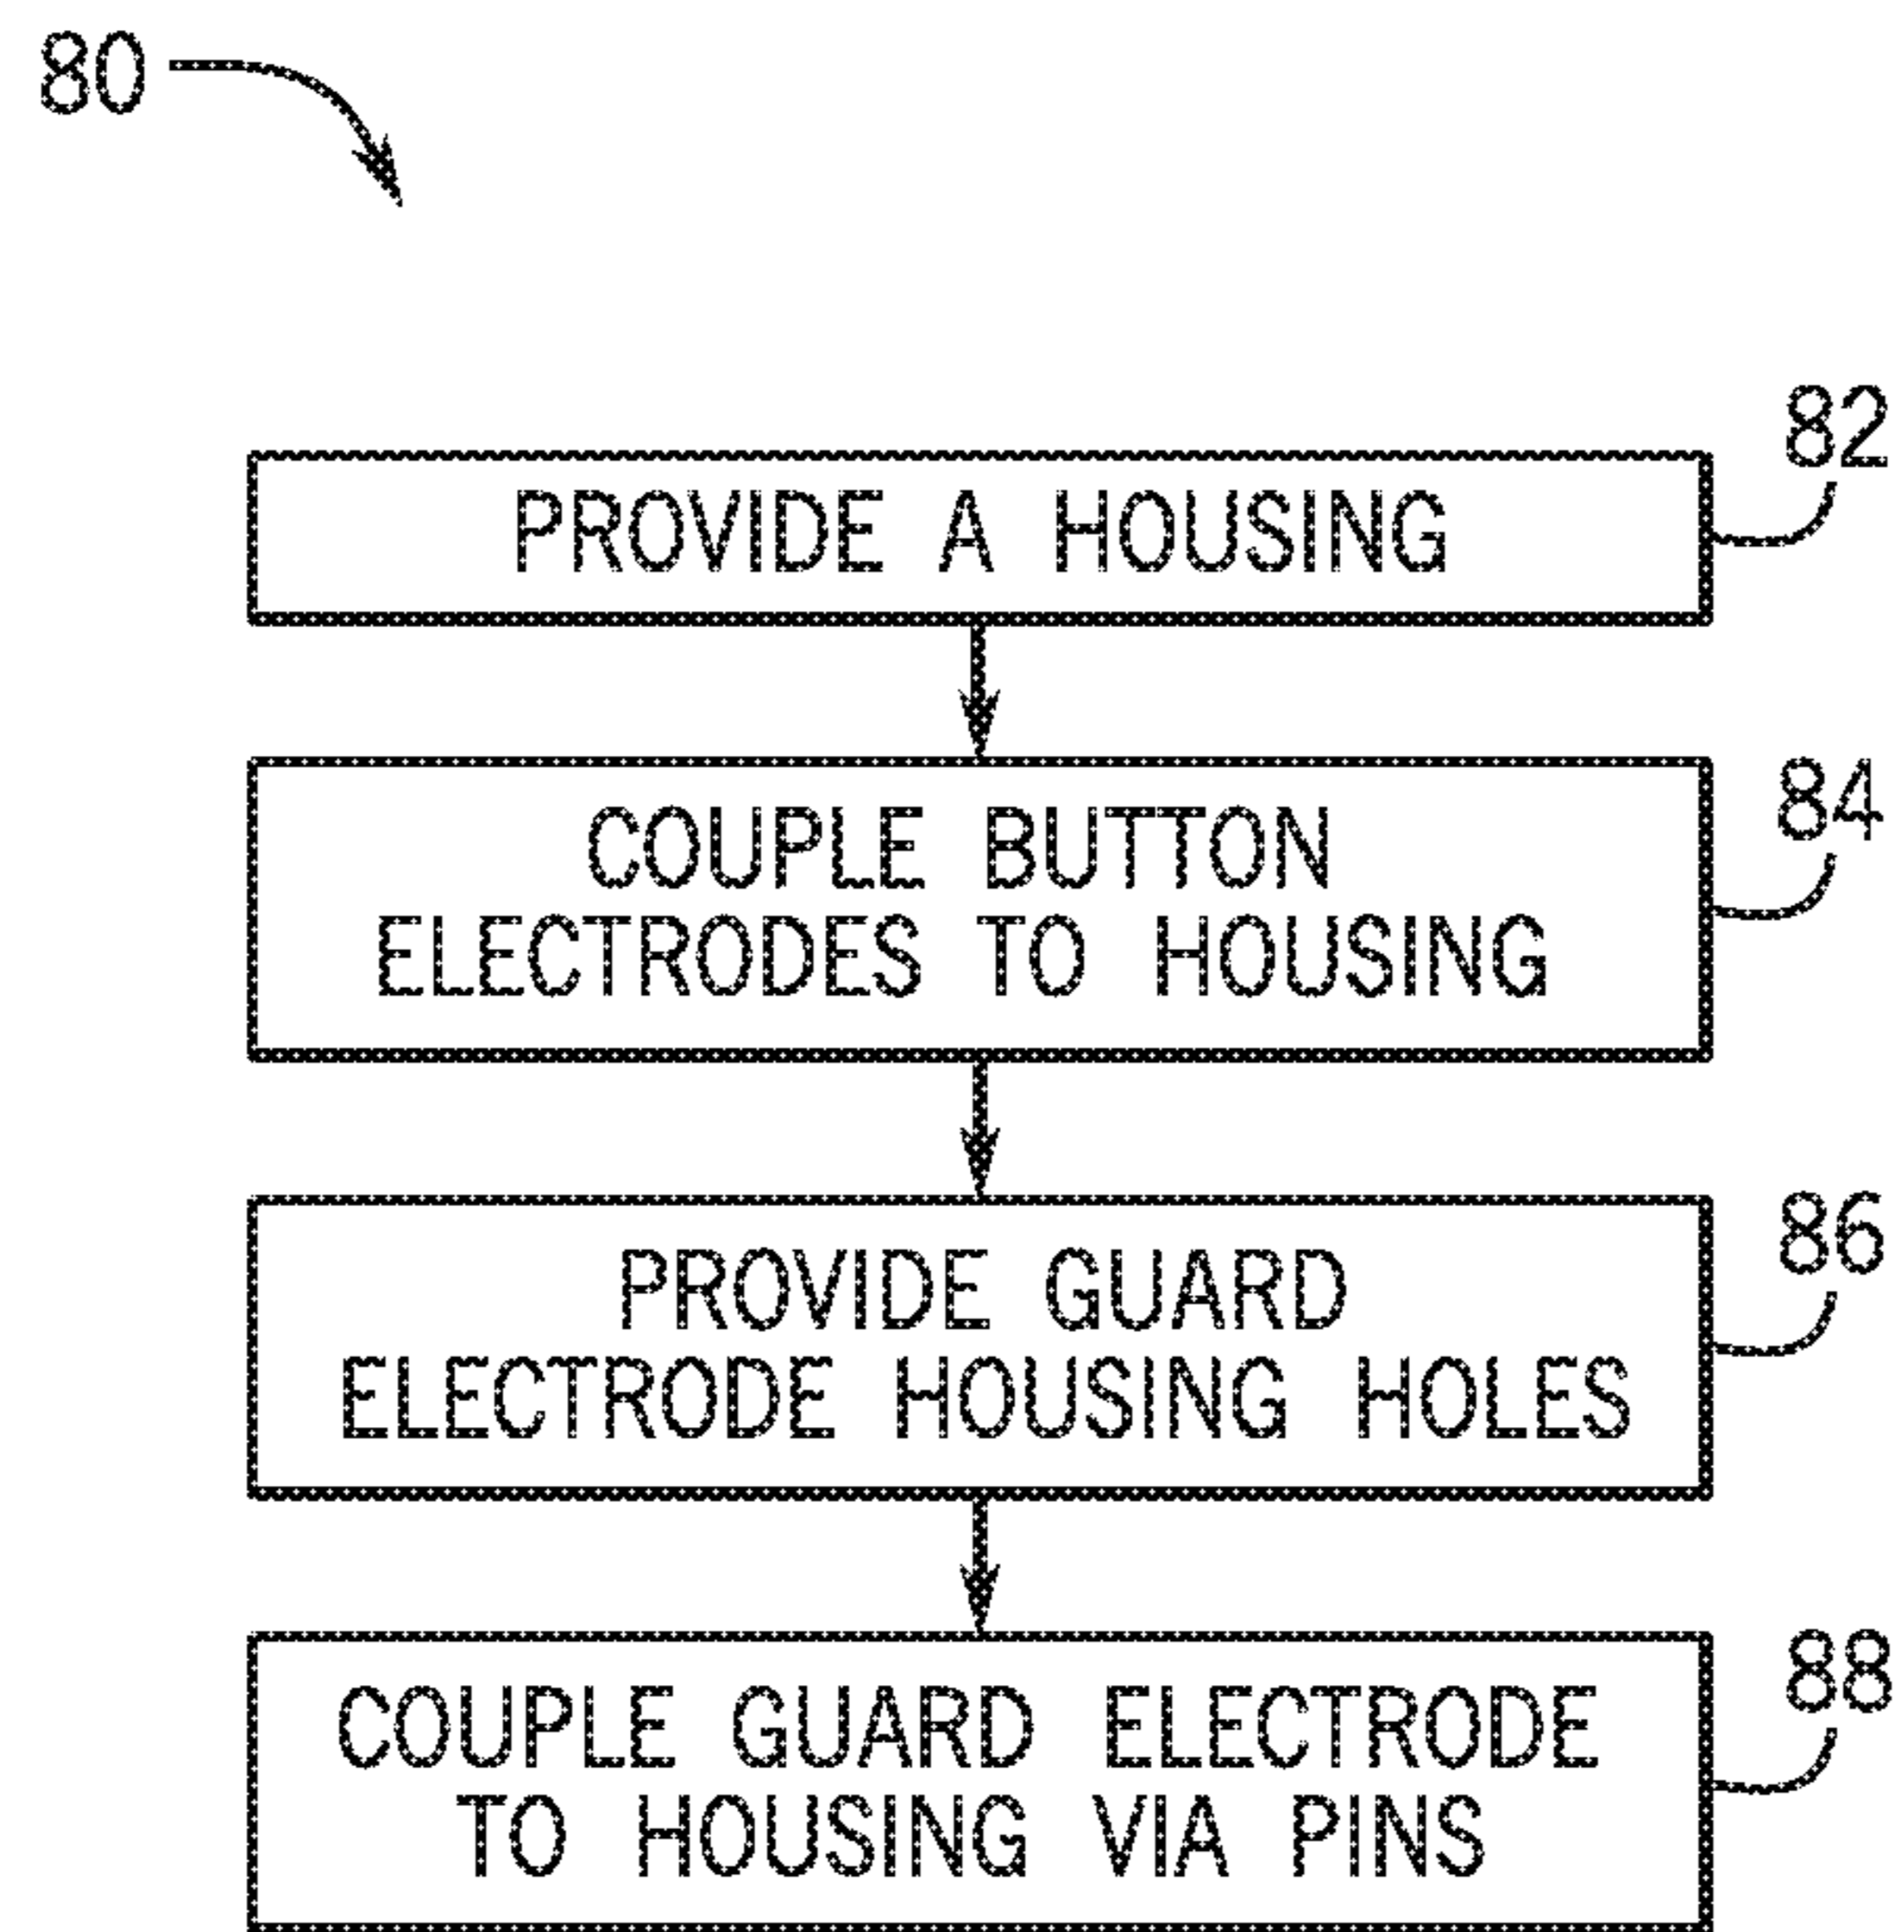 80
82
PROVIDE A HOUSING
84
COUPLE BUTTON
ELECTRODES TO HOUSING
86
PROVIDE GUARD
ELECTRODE HOUSING HOLES
88
COUPLE GUARD ELECTRODE
TO HOUSING VIA PINS